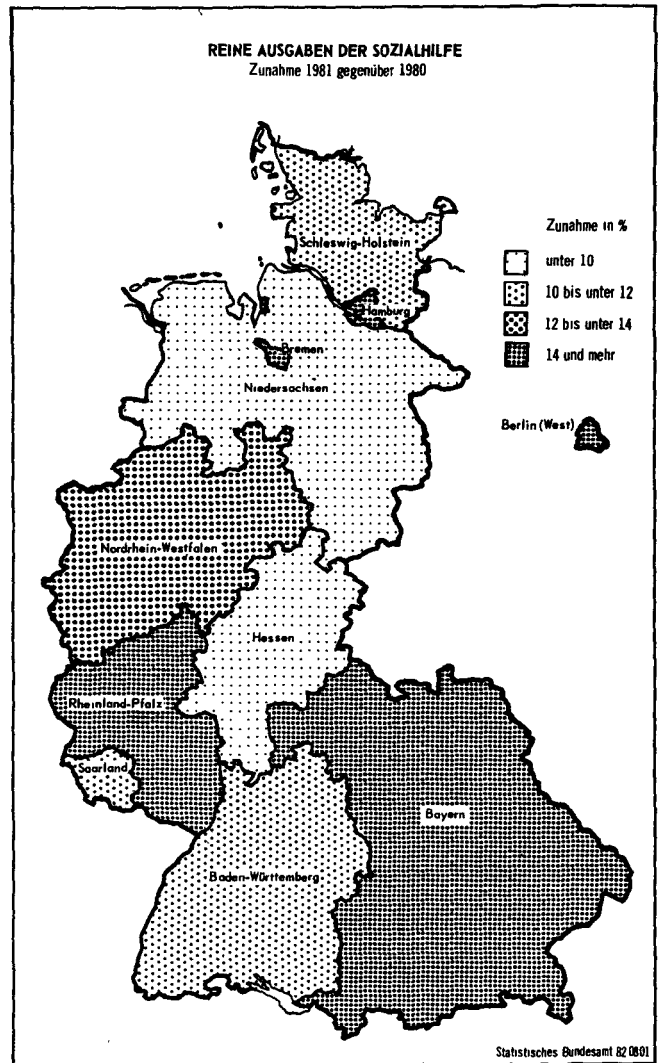 REINE AUSGABEN DER SOZIALHILFE
Zunahme 1981 gegenüber 1980
Zunahme in %
unter 10
10 bis unter 12
12 bis unter 14
14 und mehr
Schleswig-Holstein
Hamburg
Bremen
Niedersachsen
Berlin (West)
Nordrhein-Westfalen
Hessen
Rheinland-Pfalz
Saarland
Bayern
Baden-Württemberg
Statistisches Bundesamt 82 0801